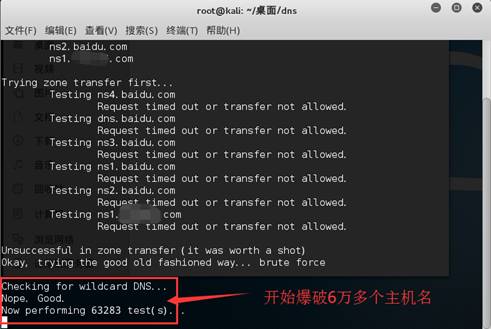 root@kali: ~/桌面/dns
文件(F) 编辑(E) 查看(V) 搜索(S) 终端(T) 帮助(H)
ns2.baidu.com
ns1. .com
Trying zone transfer first...
Testing ns4.baidu.com
Request timed out or transfer not allowed.
Testing dns.baidu.com
Request timed out or transfer not allowed.
Testing ns3.baidu.com
Request timed out or transfer not allowed.
Testing ns1.baidu.com
Request timed out or transfer not allowed.
Testing ns2.baidu.com
Request timed out or transfer not allowed.
Testing ns1. .com
Request timed out or transfer not allowed.
Unsuccessful in zone transfer (it was worth a shot)
Okay, trying the good old fashioned way... brute force
Checking for wildcard DNS...
Nope. Good.
Now performing 63283 test(s)...
开始爆破6万多个主机名